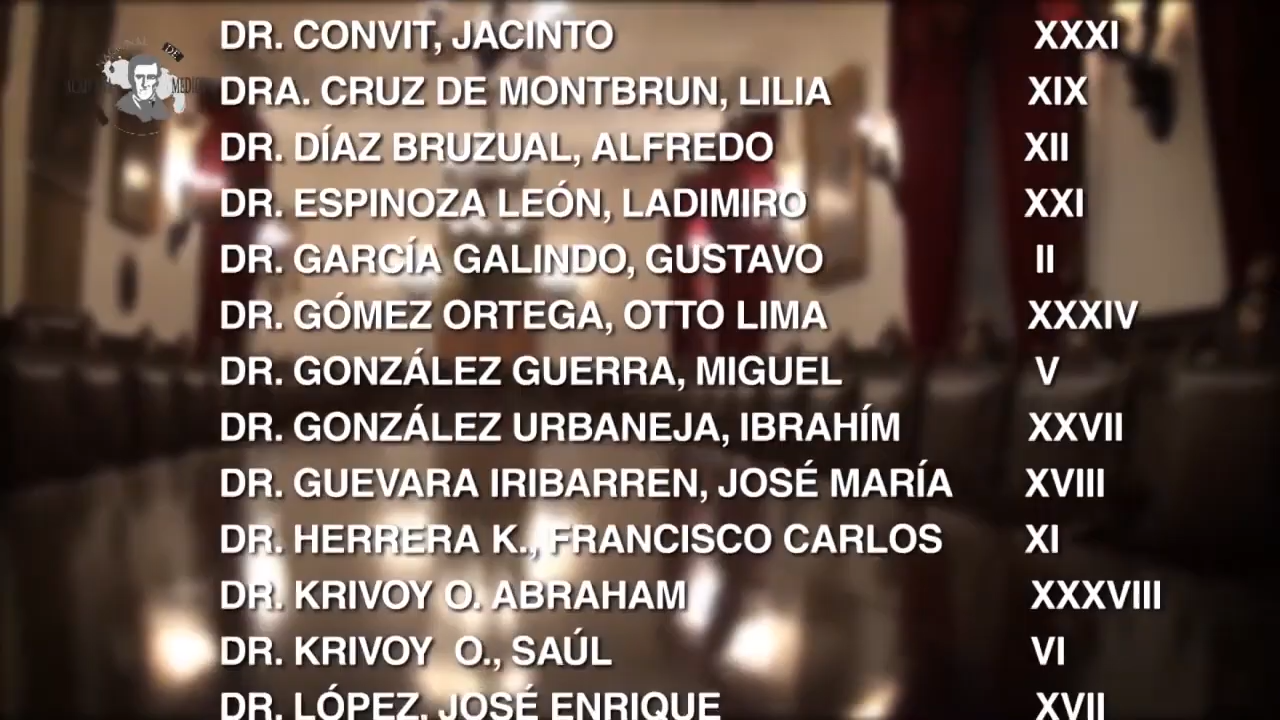 DR. CONVIT, JACINTO XXXI
DRA. CRUZ DE MONTBRUN, LILIA XIX
DR. DÍAZ BRUZUAL, ALFREDO XII
DR. ESPINOZA LEÓN, LADIMIRO XXI
DR. GARCÍA GALINDO, GUSTAVO II
DR. GÓMEZ ORTEGA, OTTO LIMA XXXIV
DR. GONZÁLEZ GUERRA, MIGUEL V
DR. GONZÁLEZ URBANEJA, IBRAHÍM XXVII
DR. GUEVARA IRIBARREN, JOSÉ MARÍA XVIII
DR. HERRERA K., FRANCISCO CARLOS XI
DR. KRIVOY O. ABRAHAM XXXVIII
DR. KRIVOY O., SAÚL VI
DR. LÓPEZ, JOSÉ ENRIQUE XVII